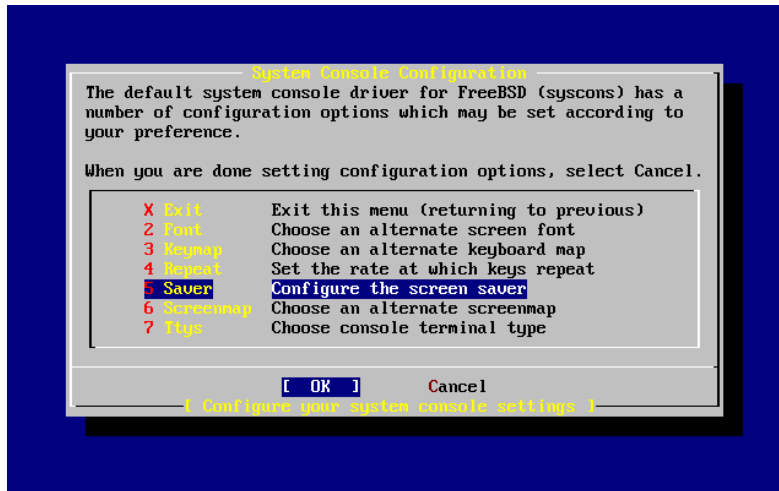 System Console Configuration
The default system console driver for FreeBSD (syscons) has a
number of configuration options which may be set according to
your preference.
When you are done setting configuration options, select Cancel.
X Exit Exit this menu (returning to previous)
2 Font Choose an alternate screen font
3 Keymap Choose an alternate keyboard map
4 Repeat Set the rate at which keys repeat
5 Saver Configure the screen saver
6 Screenmap Choose an alternate screenmap
7 Ttys Choose console terminal type
[ OK ] Cancel
[ Configure your system console settings ]